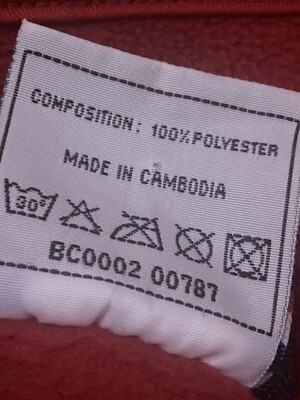 COMPOSITION: 100% POLYESTER
MADE IN CAMBODIA
30°
BC0002 00787